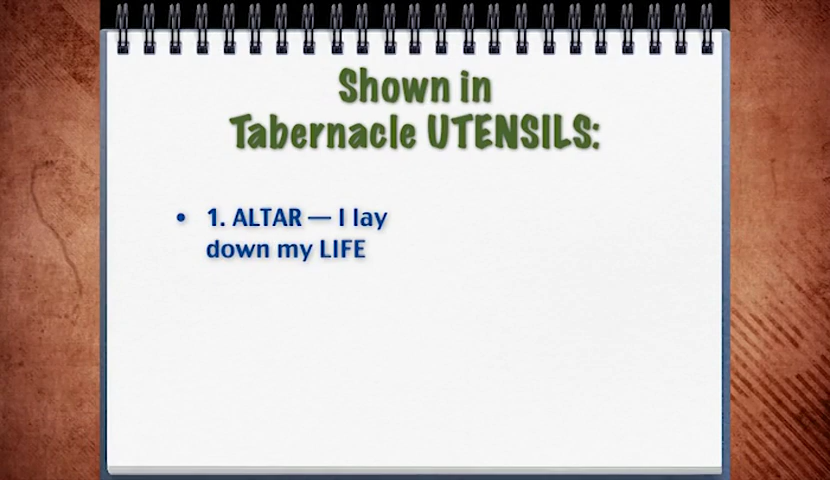 Shown in
Tabernacle UTENSILS:
• 1. ALTAR — I lay
down my LIFE